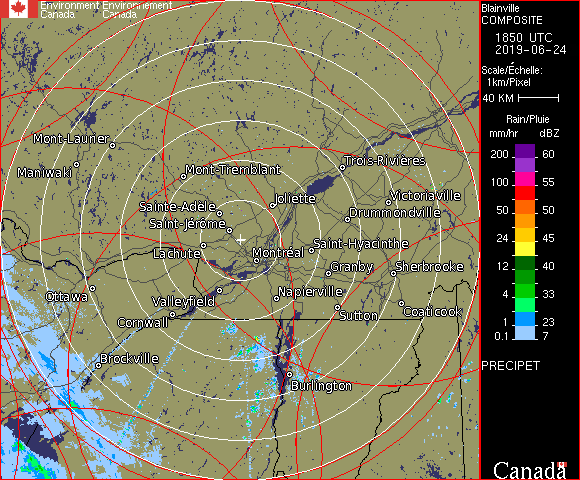 Environment Environnement
Canada Canada
Blainville
COMPOSITE
1850 UTC
2019-06-24
Scale/Échelle:
1km/Pixel
40 KM
Rain/Pluie
mm/hr dBZ
200 60
100 55
50 50
24 45
12 40
4 33
1 23
0.1 7
PRECIPET
Canada
Mont-Laurier
Maniwaki
Mont-Tremblant
Trois-Rivières
Joliette
Victoriaville
Sainte-Adèle
Drummondville
Saint-Jérôme
Lachute
Montréal
Saint-Hyacinthe
Granby
Sherbrooke
Ottawa
Valleyfield
Napierville
Cornwall
Sutton
Coaticook
Brockville
Burlington